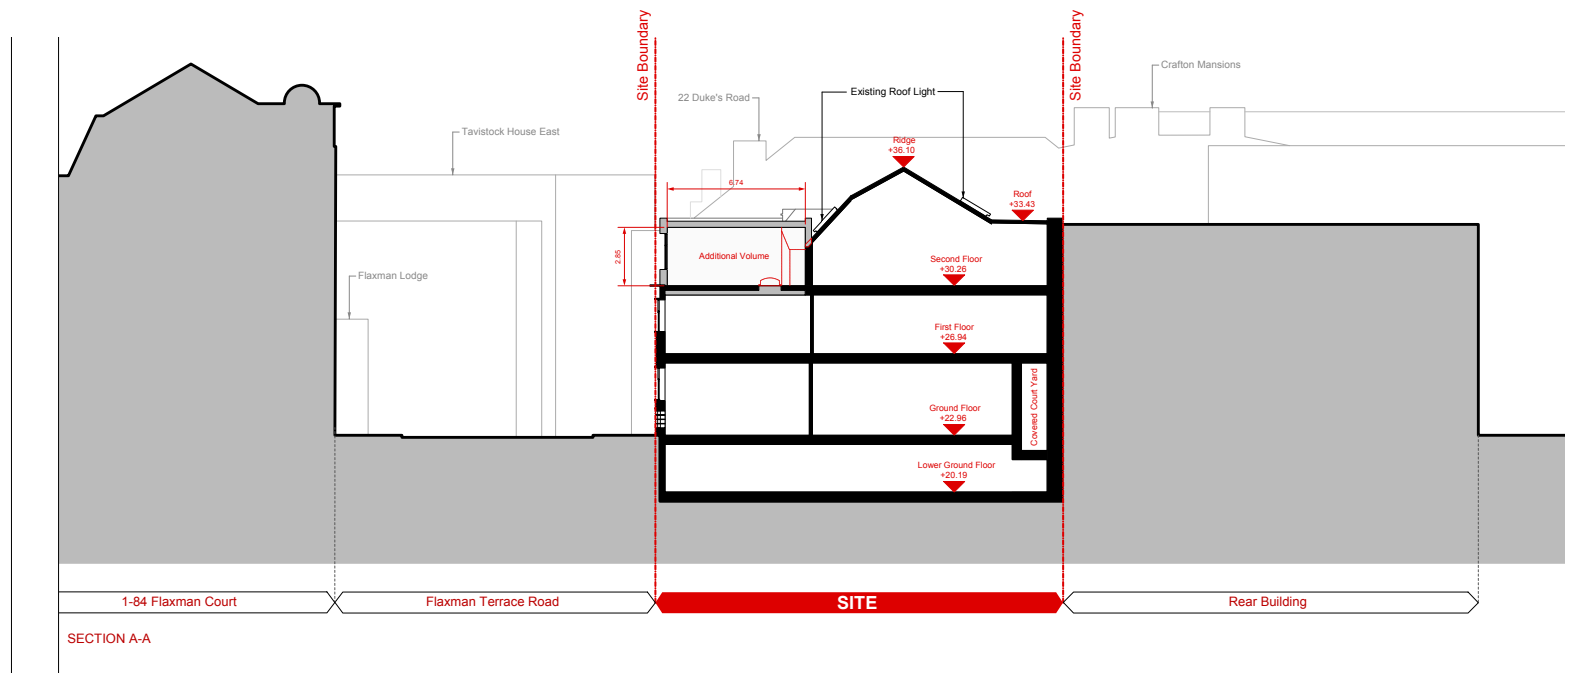 Site Boundary
Site Boundary
Crafton Mansions
Existing Roof Light
22 Duke's Road
Tavistock House East
Ridge
+36.10
6.74
Roof
+33.43
2.85
Additional Volume
Second Floor
+30.26
Flaxman Lodge
First Floor
+26.94
Covered Court Yard
Ground Floor
+22.96
Lower Ground Floor
+20.19
1-84 Flaxman Court
Flaxman Terrace Road
SITE
Rear Building
SECTION A-A